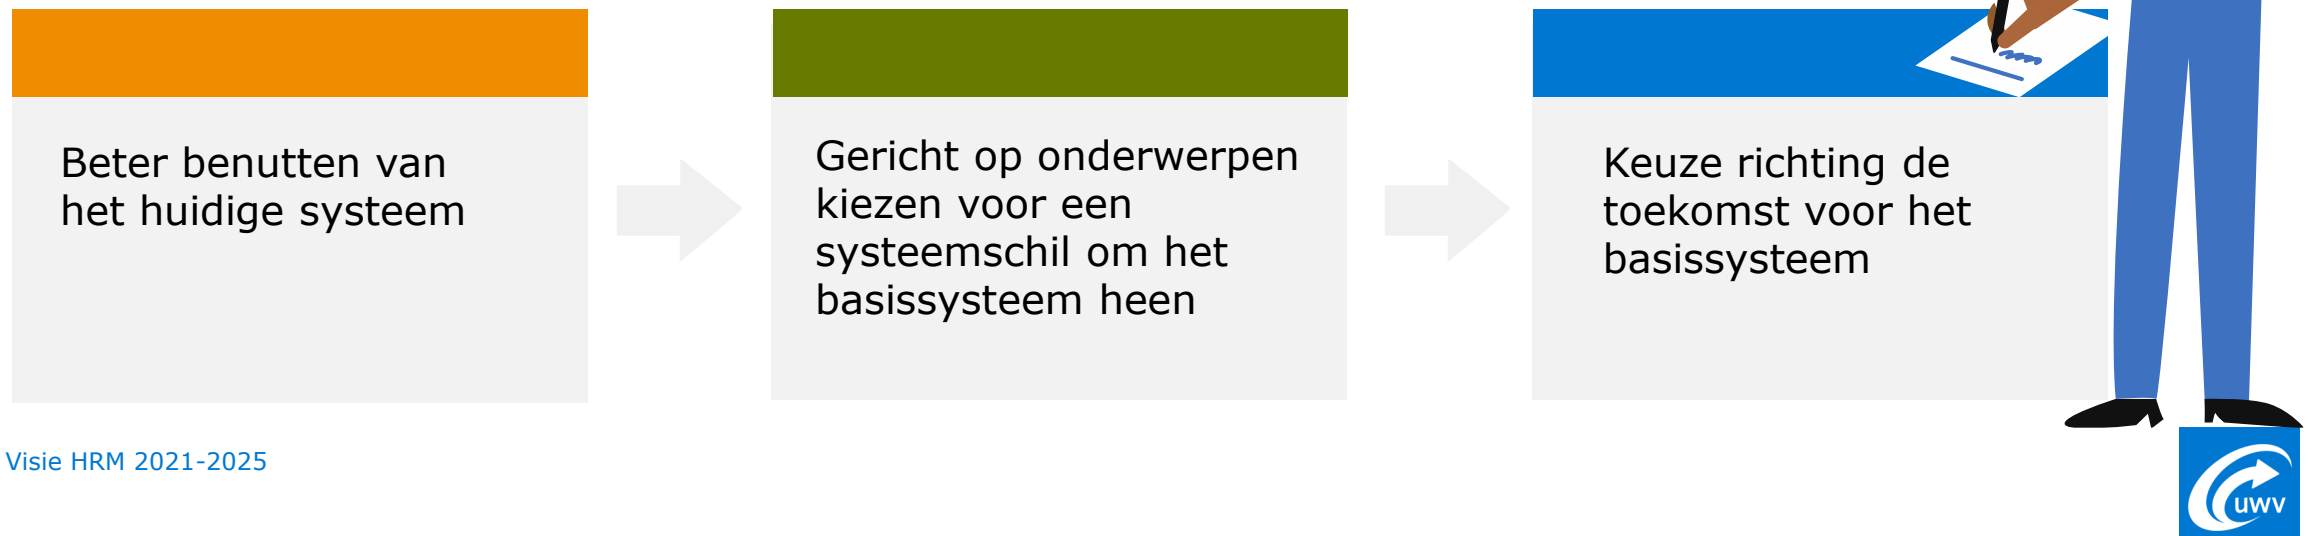 Beter benutten van
het huidige systeem
Gericht op onderwerpen
kiezen voor een
systeemschil om het
basissysteem heen
Keuze richting de
toekomst voor het
basissysteem
Visie HRM 2021-2025
UWV